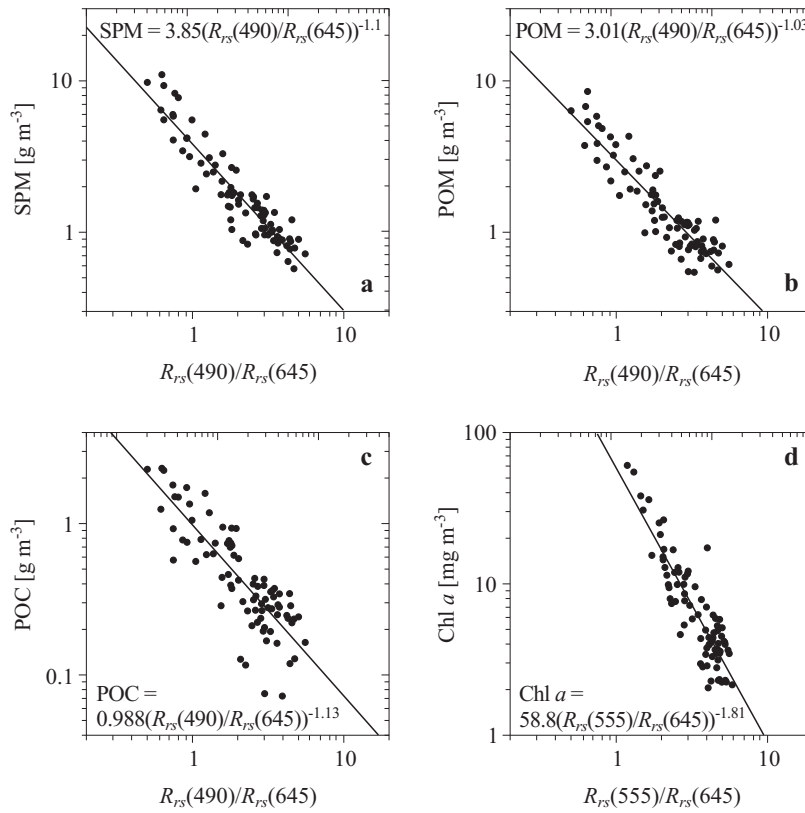 SPM = 3.85(Rrs(490)/Rrs(645))-1.1
10
1
SPM [g m-3]
a
1
10
Rrs(490)/Rrs(645)
POM = 3.01(Rrs(490)/Rrs(645))-1.03
10
1
POM [g m-3]
b
1
10
Rrs(490)/Rrs(645)
c
1
0.1
POC [g m-3]
POC =
0.988(Rrs(490)/Rrs(645))-1.13
1
10
Rrs(490)/Rrs(645)
d
100
10
1
Chl a [mg m-3]
Chl a =
58.8(Rrs(555)/Rrs(645))-1.81
1
10
Rrs(555)/Rrs(645)